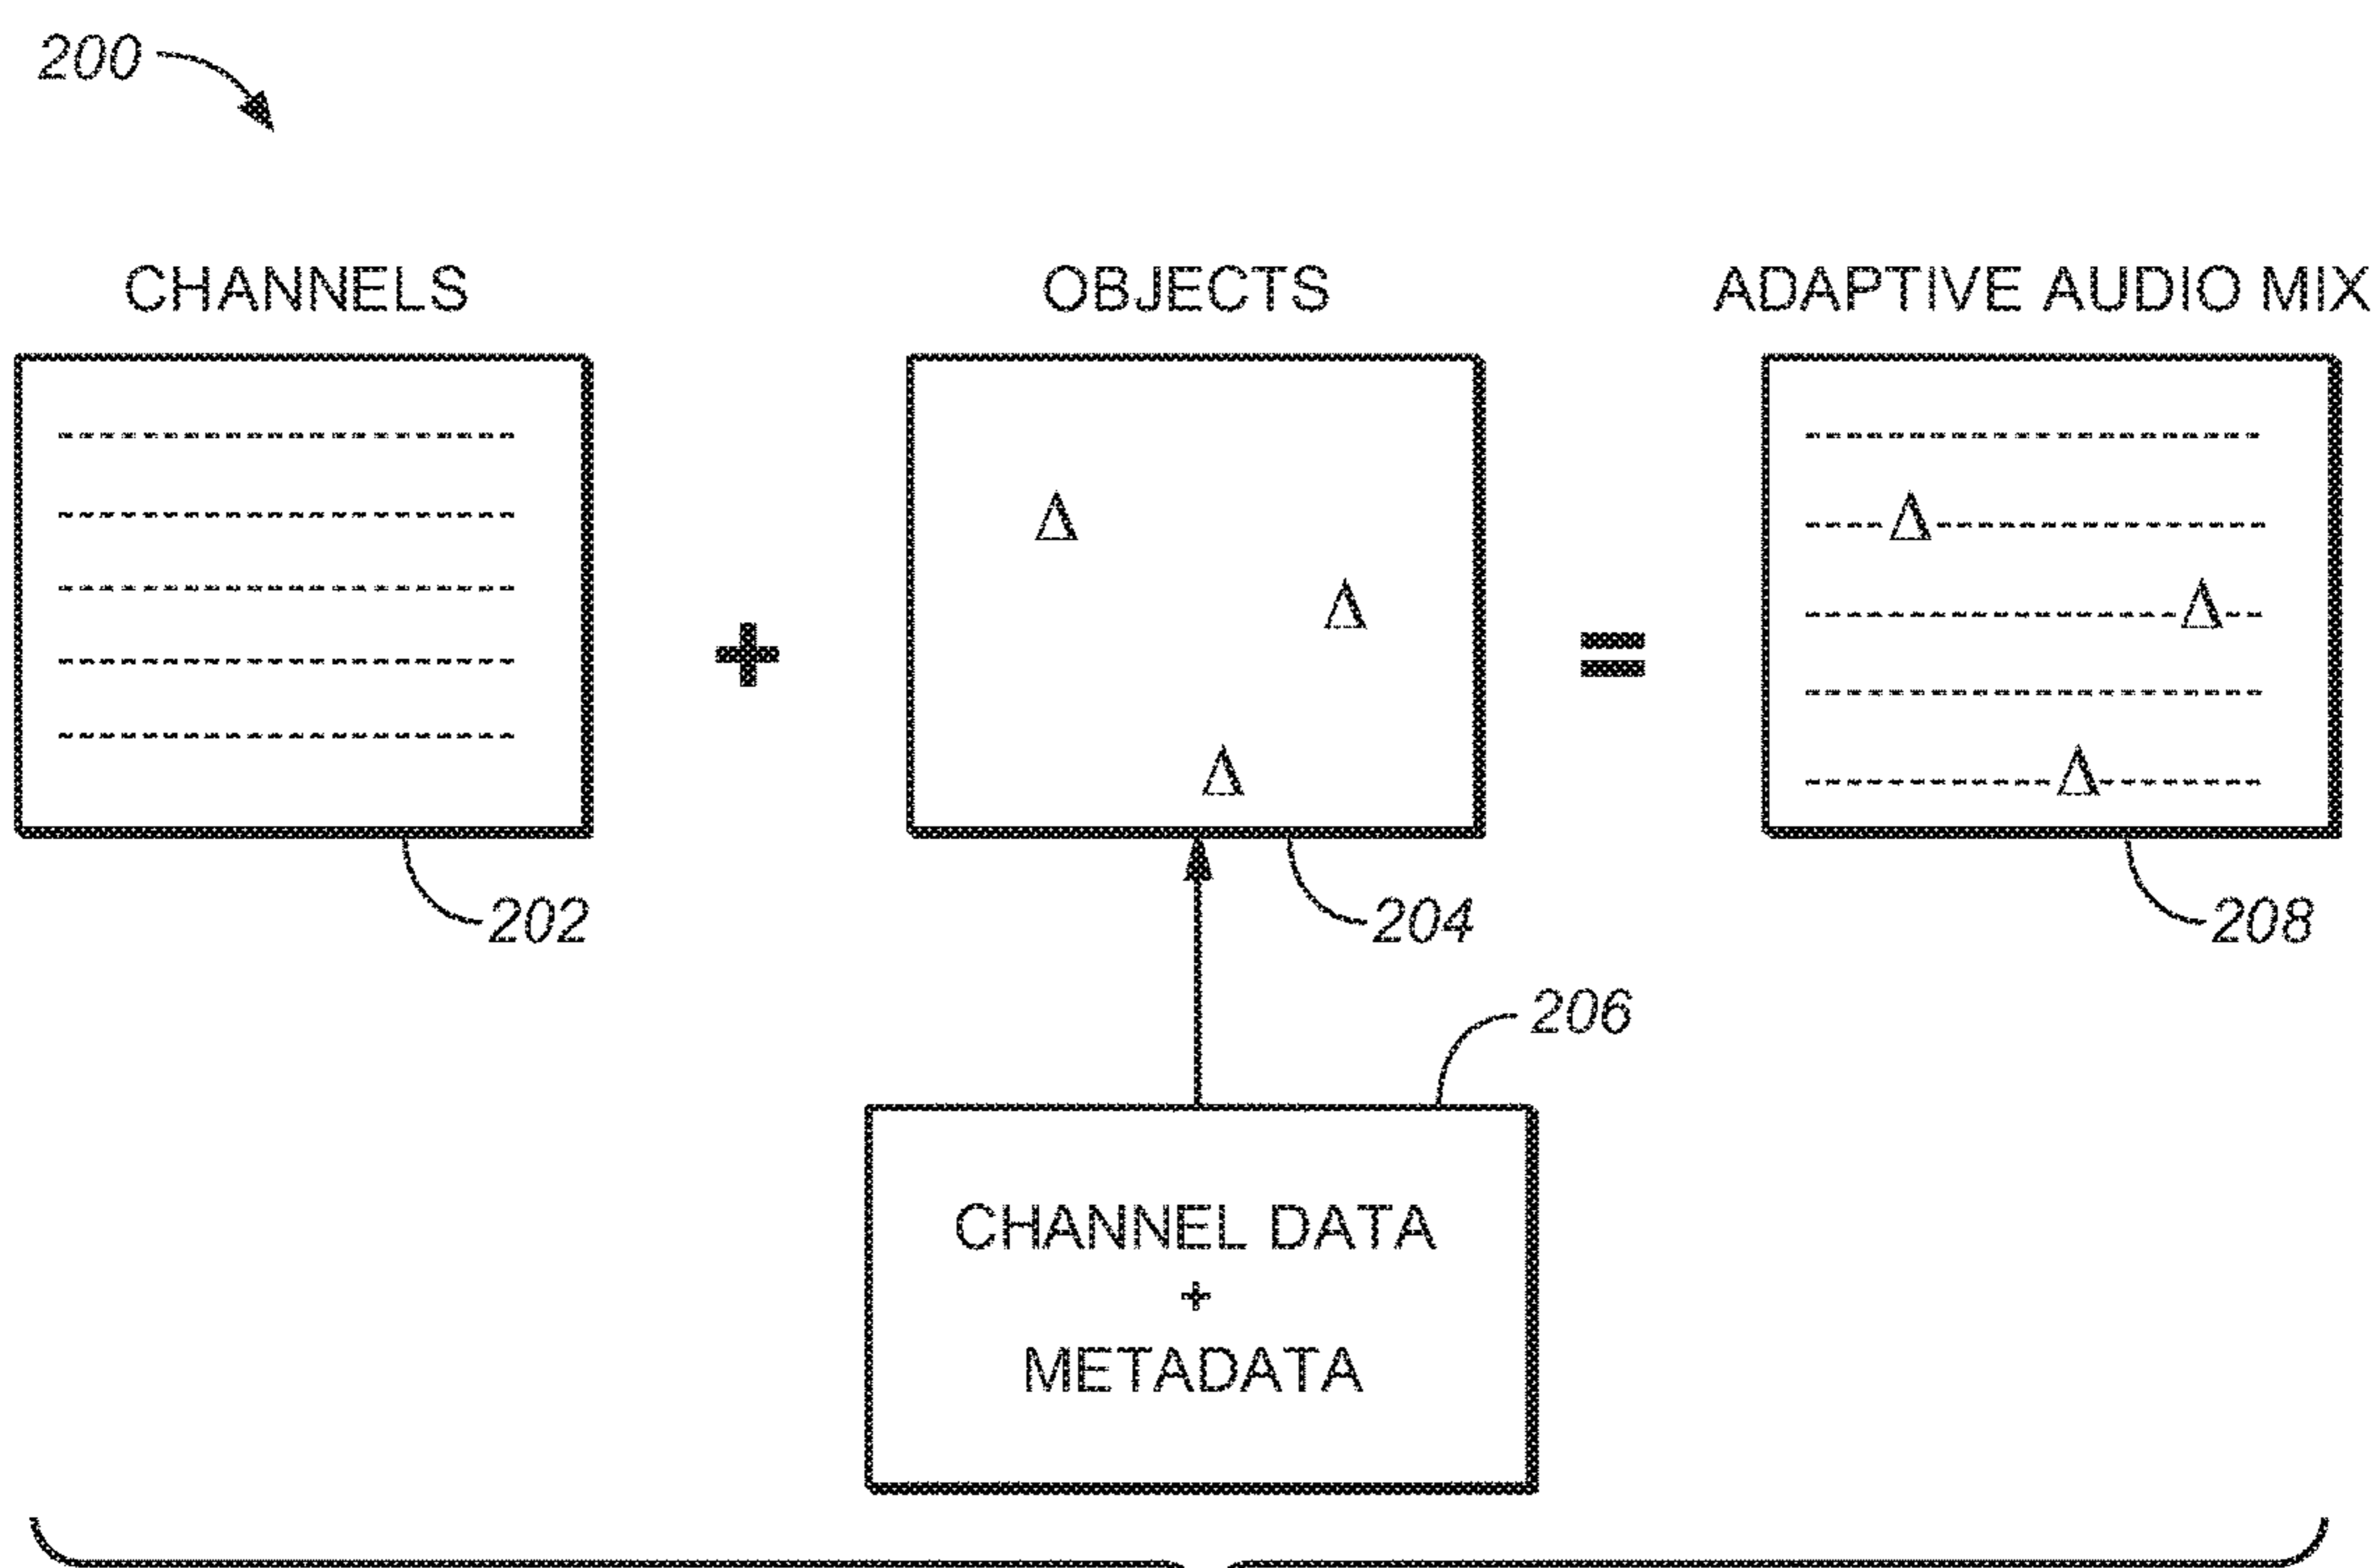 200
CHANNELS
OBJECTS
ADAPTIVE AUDIO MIX
+
=
202
204
208
206
CHANNEL DATA
+
METADATA